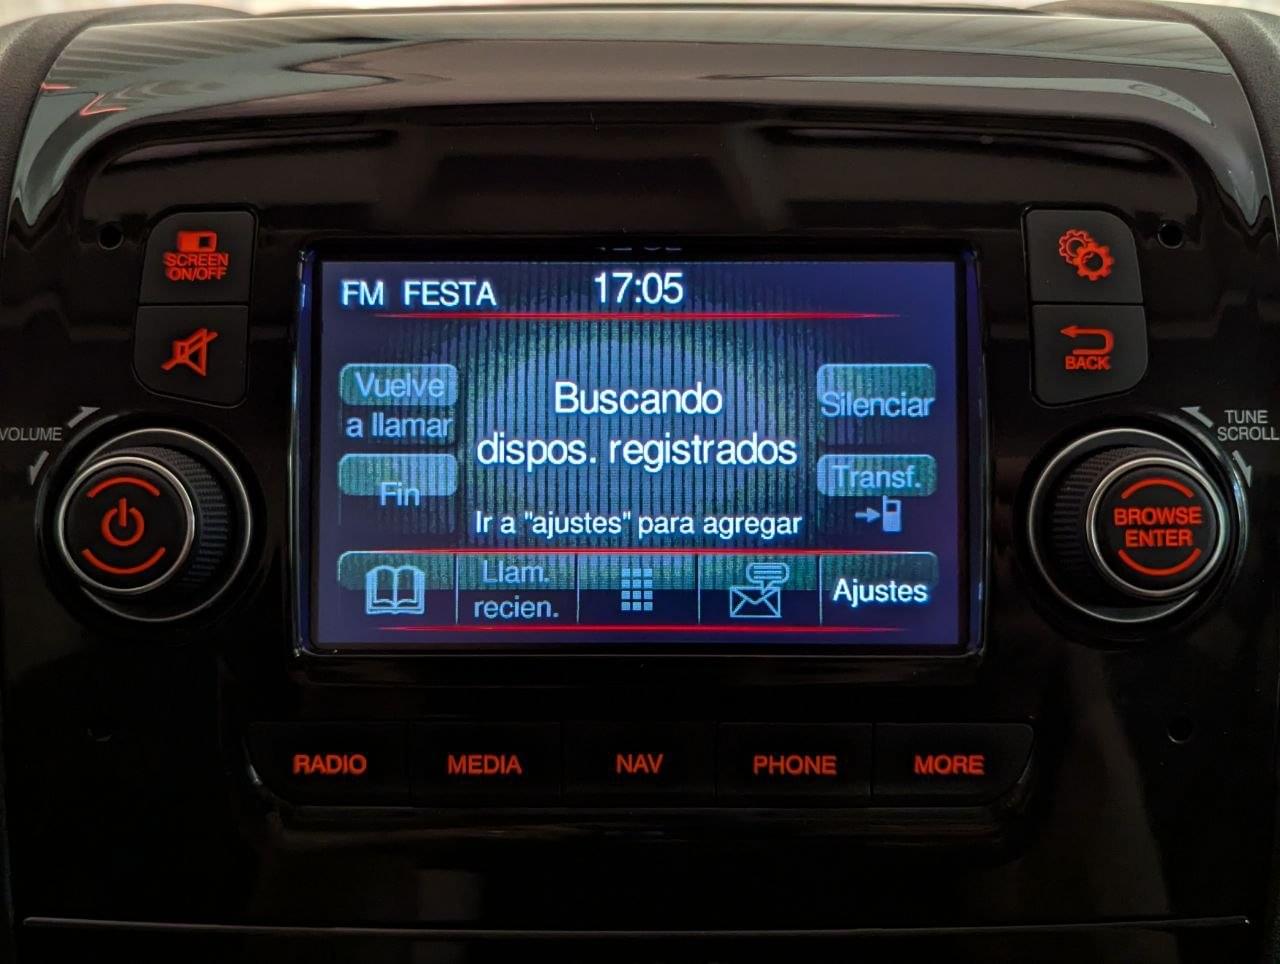 SCREEN
ON/OFF
FM FESTA 17:05
Vuelve
a llamar
Buscando
dispos. registrados
Silenciar
Fin
Transf.
Ir a "ajustes" para agregar
Llam.
recien.
Ajustes
BACK
VOLUME
TUNE
SCROLL
BROWSE
ENTER
RADIO MEDIA NAV PHONE MORE